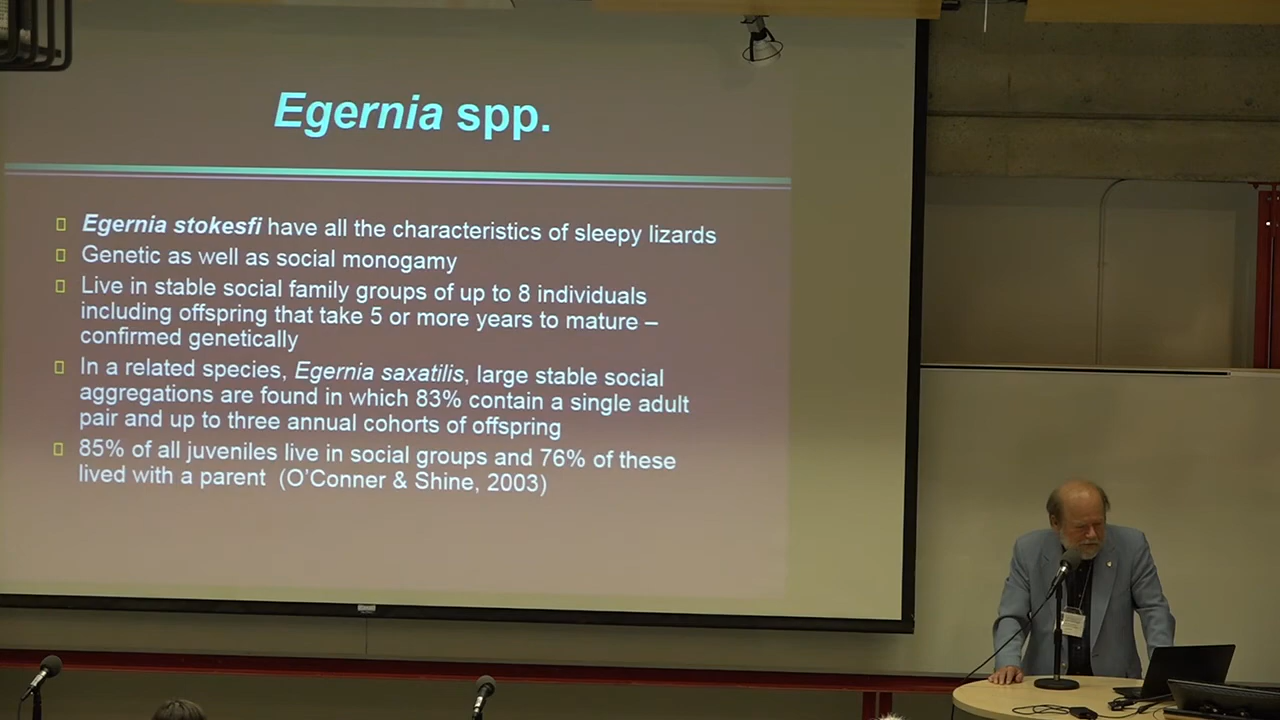 Egernia spp.
Egernia stokesfi have all the characteristics of sleepy lizards
Genetic as well as social monogamy
Live in stable social family groups of up to 8 individuals
including offspring that take 5 or more years to mature –
confirmed genetically
In a related species, Egernia saxatilis, large stable social
aggregations are found in which 83% contain a single adult
pair and up to three annual cohorts of offspring
85% of all juveniles live in social groups and 76% of these
lived with a parent (O'Conner & Shine, 2003)